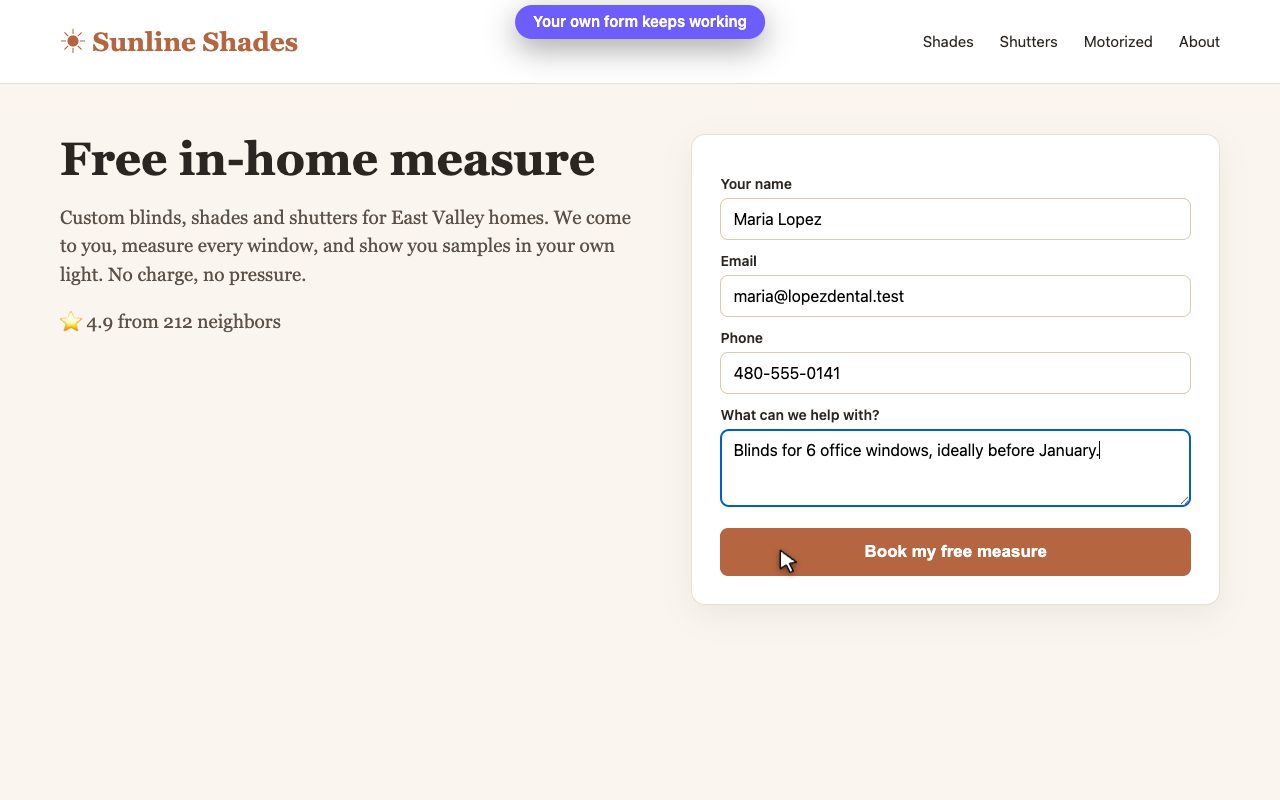 Your own form keeps working
Sunline Shades
Shades Shutters Motorized About
Free in-home measure
Custom blinds, shades and shutters for East Valley homes. We come
to you, measure every window, and show you samples in your own
light. No charge, no pressure.
⭐ 4.9 from 212 neighbors
Your name
Maria Lopez
Email
maria@lopezdental.test
Phone
480-555-0141
What can we help with?
Blinds for 6 office windows, ideally before January.
Book my free measure